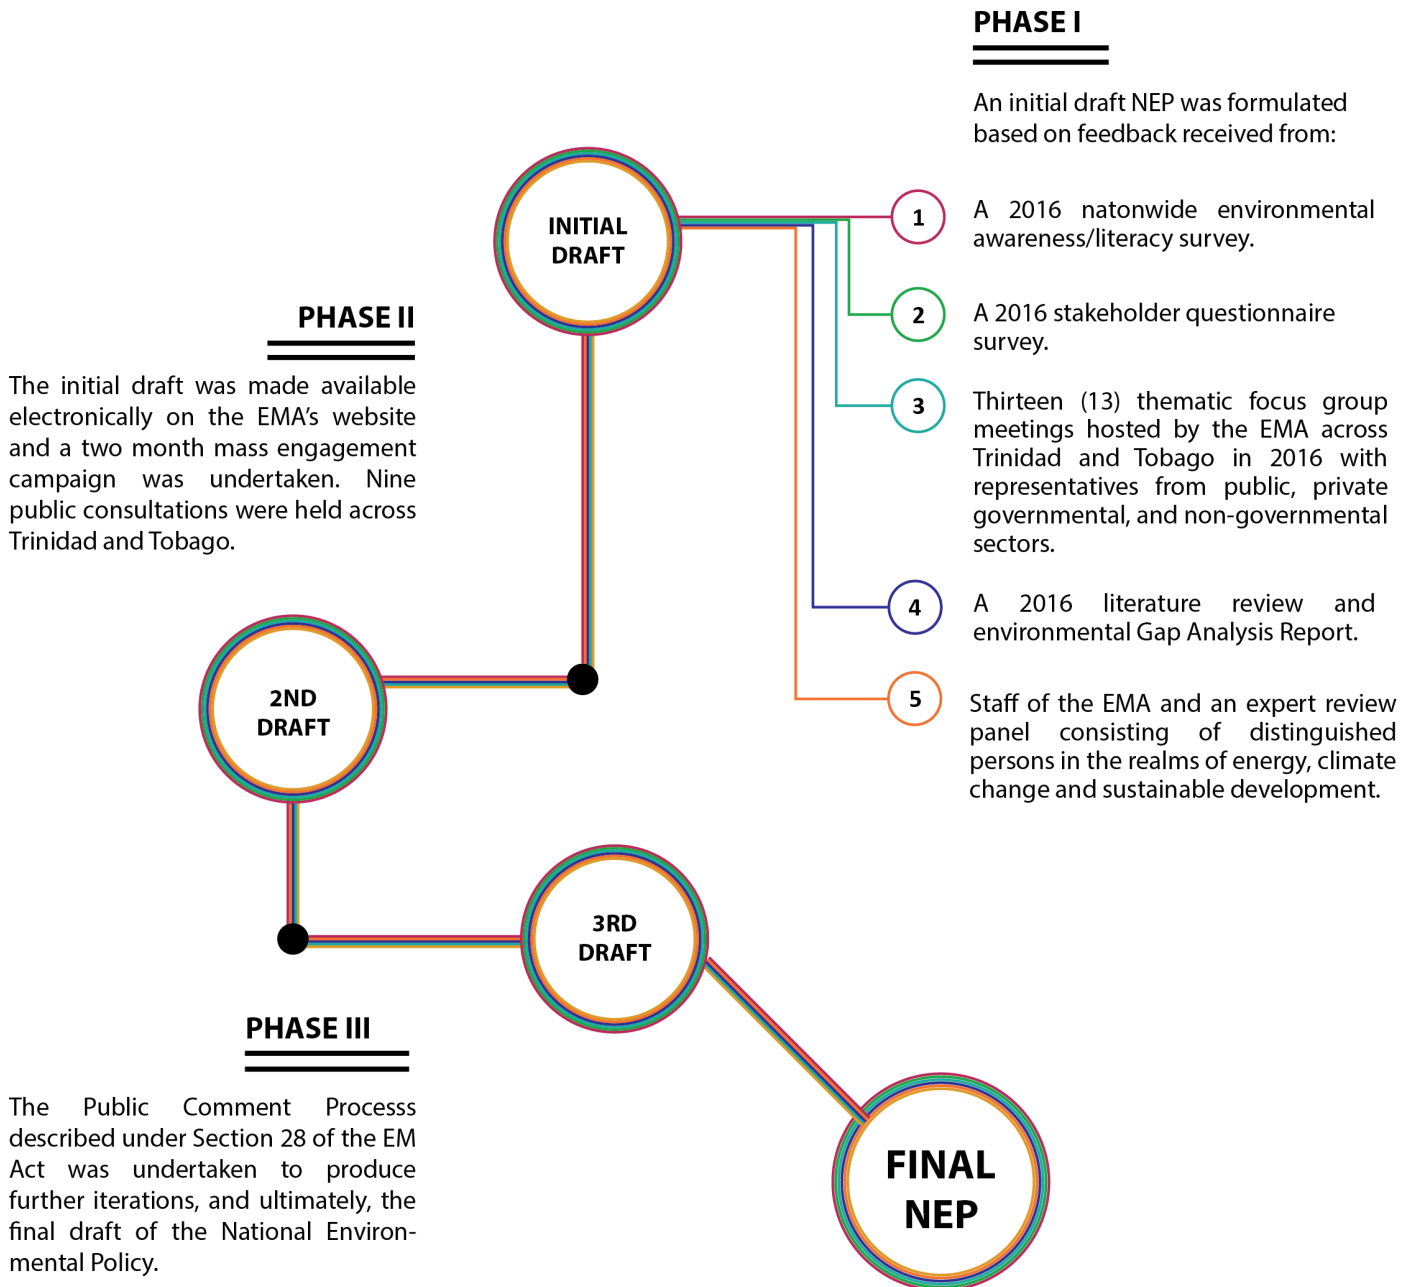 PHASE I
An initial draft NEP was formulated
based on feedback received from:
INITIAL
DRAFT
1
A 2016 natonwide environmental
awareness/literacy survey.
2
A 2016 stakeholder questionnaire
survey.
3
Thirteen (13) thematic focus group
meetings hosted by the EMA across
Trinidad and Tobago in 2016 with
representatives from public, private
governmental, and non-governmental
sectors.
4
A 2016 literature review and
environmental Gap Analysis Report.
5
Staff of the EMA and an expert review
panel consisting of distinguished
persons in the realms of energy, climate
change and sustainable development.
PHASE II
The initial draft was made available
electronically on the EMA’s website
and a two month mass engagement
campaign was undertaken. Nine
public consultations were held across
Trinidad and Tobago.
2ND
DRAFT
3RD
DRAFT
PHASE III
The Public Comment Processs
described under Section 28 of the EM
Act was undertaken to produce
further iterations, and ultimately, the
final draft of the National Environ-
mental Policy.
FINAL
NEP